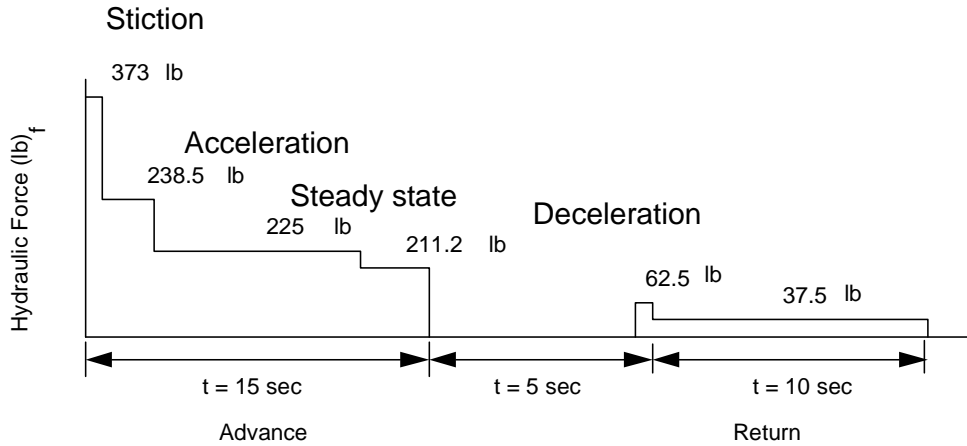 Stiction
373 lb
Acceleration
238.5 lb
Steady state
225 lb
211.2 lb
Deceleration
62.5 lb
37.5 lb
Hydraulic Force (lb)f
t = 15 sec
t = 5 sec
t = 10 sec
Advance
Return